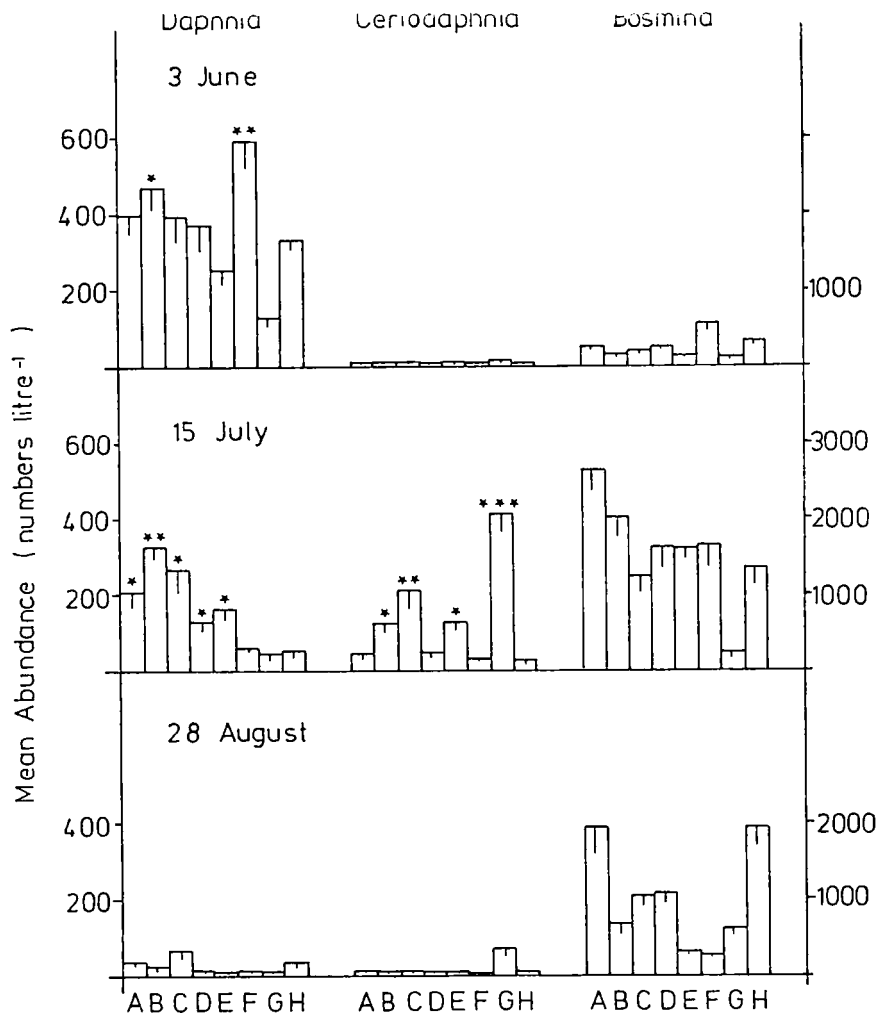 Daphnia Ceriodaphnia Bosmina
3 June
600
400
200
1000
* **
15 July
600
400
200
3000
2000
1000
* ** * * * * ** * ***
28 August
400
200
2000
1000
Mean Abundance (numbers litre⁻¹)
A B C D E F G H A B C D E F G H A B C D E F G H